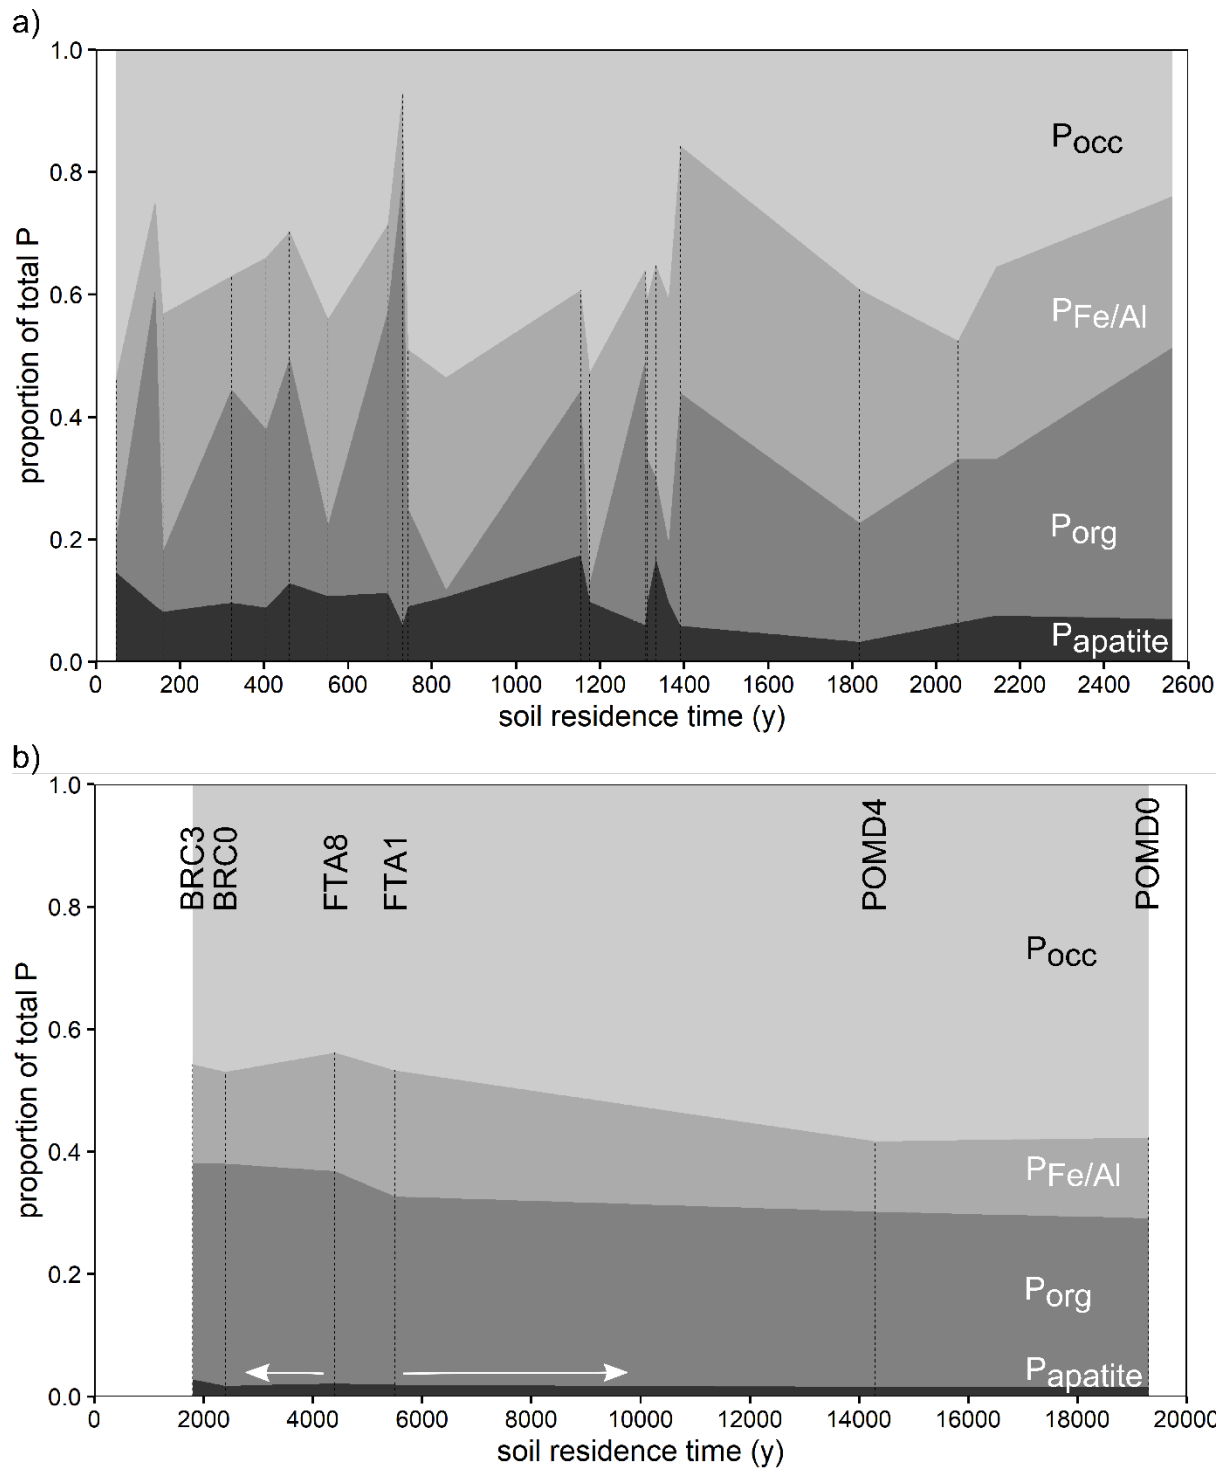 a)
1.0
0.8
0.6
0.4
0.2
0.0
proportion of total P
Pocc
PFe/Al
Porg
Papatite
0 200 400 600 800 1000 1200 1400 1600 1800 2000 2200 2400 2600
soil residence time (y)
b)
1.0
0.8
0.6
0.4
0.2
0.0
proportion of total P
BRC3
BRC0
FTA8
FTA1
POMD4
POMD0
Pocc
PFe/Al
Porg
Papatite
0 2000 4000 6000 8000 10000 12000 14000 16000 18000 20000
soil residence time (y)